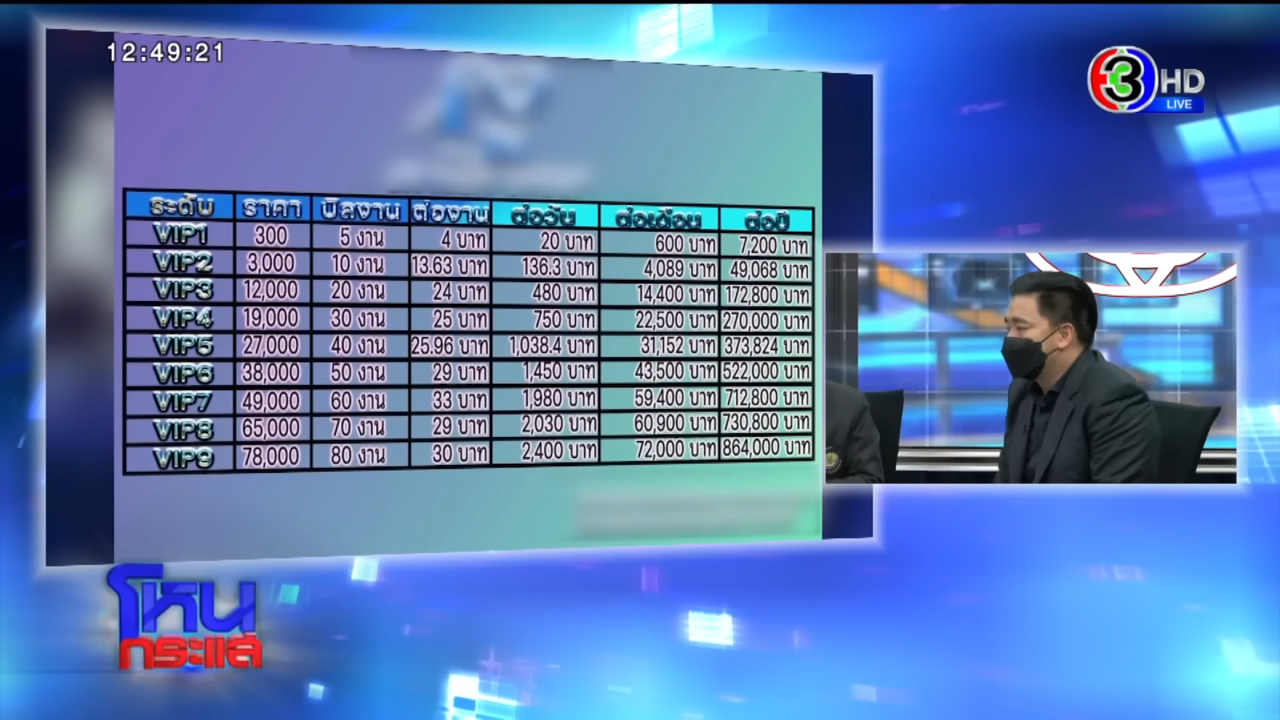 12:49:21
3 HD
LIVE
ระดับ ราคา บิลงาน ต่องาน ต่อวัน ต่อเดือน ต่อปี
VIP1 300 5 งาน 4 บาท 20 บาท 600 บาท 7,200 บาท
VIP2 3,000 10 งาน 13.63 บาท 136.3 บาท 4,089 บาท 49,068 บาท
VIP3 12,000 20 งาน 24 บาท 480 บาท 14,400 บาท 172,800 บาท
VIP4 19,000 30 งาน 25 บาท 750 บาท 22,500 บาท 270,000 บาท
VIP5 27,000 40 งาน 25.96 บาท 1,038.4 บาท 31,152 บาท 373,824 บาท
VIP6 38,000 50 งาน 29 บาท 1,450 บาท 43,500 บาท 522,000 บาท
VIP7 49,000 60 งาน 33 บาท 1,980 บาท 59,400 บาท 712,800 บาท
VIP8 65,000 70 งาน 29 บาท 2,030 บาท 60,900 บาท 730,800 บาท
VIP9 78,000 80 งาน 30 บาท 2,400 บาท 72,000 บาท 864,000 บาท
โหน
กระแส